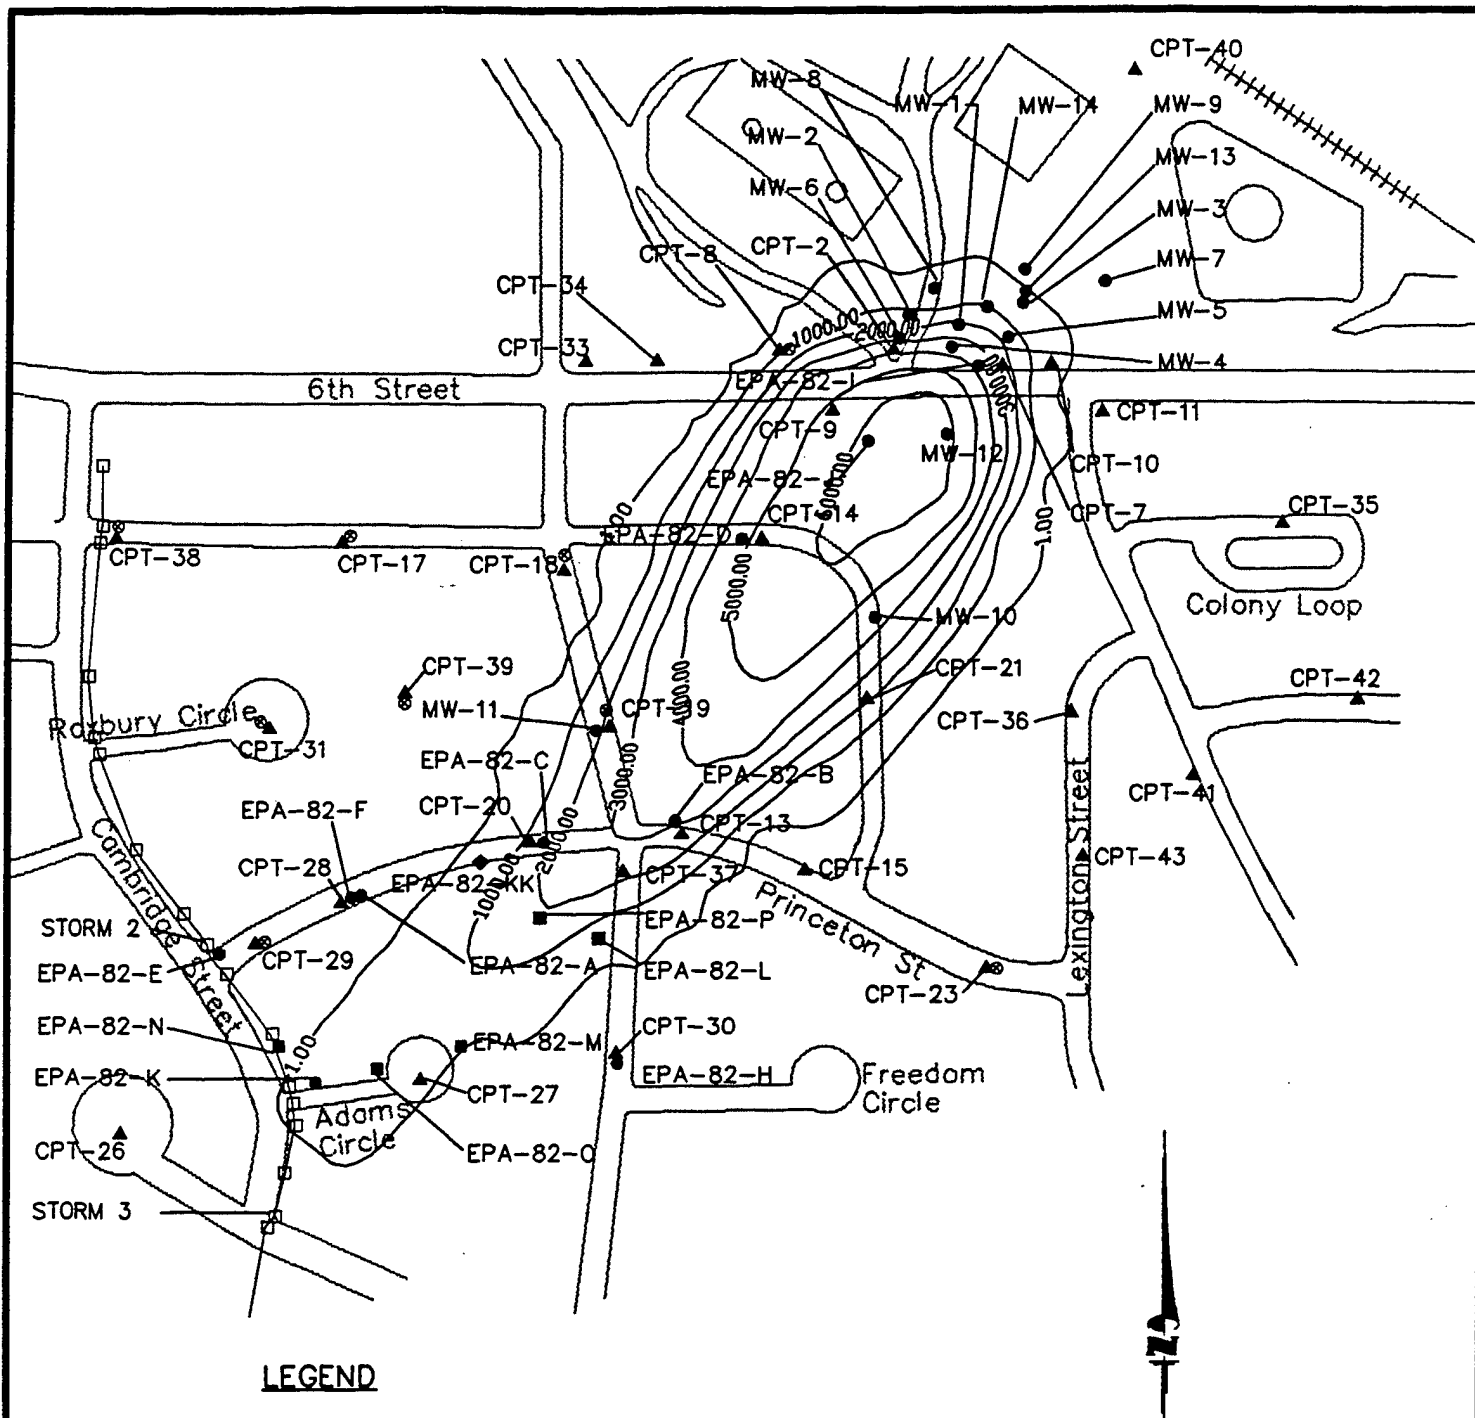 CPT-40
MW-8
MW-1
MW-14
MW-9
MW-2
MW-13
MW-6
MW-3
CPT-8
CPT-2
MW-7
CPT-34
MW-5
1000.00
2000.00
CPT-33
MW-4
6th Street
EPA-82-I
3000.00
CPT-9
CPT-11
MW-12
CPT-10
6000.00
EPA-82-J
CPT-14
CPT-7
CPT-35
1.00
1.00
EPA-82-D
CPT-38
CPT-17
CPT-18
5000.00
Colony Loop
MW-10
CPT-39
CPT-21
CPT-42
4000.00
Roxbury Circle
MW-11
CPT-19
CPT-36
CPT-31
EPA-82-C
EPA-82-B
3000.00
CPT-41
EPA-82-F
CPT-20
CPT-13
2000.00
Lexington Street
CPT-43
Cambridge Street
CPT-28
1000.00
EPA-82-KK
CPT-37
CPT-15
STORM 2
EPA-82-P
Princeton St
EPA-82-E
CPT-29
EPA-82-A
EPA-82-L
CPT-23
EPA-82-N
1.00
EPA-82-M
CPT-30
EPA-82-K
CPT-27
EPA-82-H
Freedom
Circle
Adams
Circle
CPT-26
EPA-82-O
STORM 3
N
LEGEND